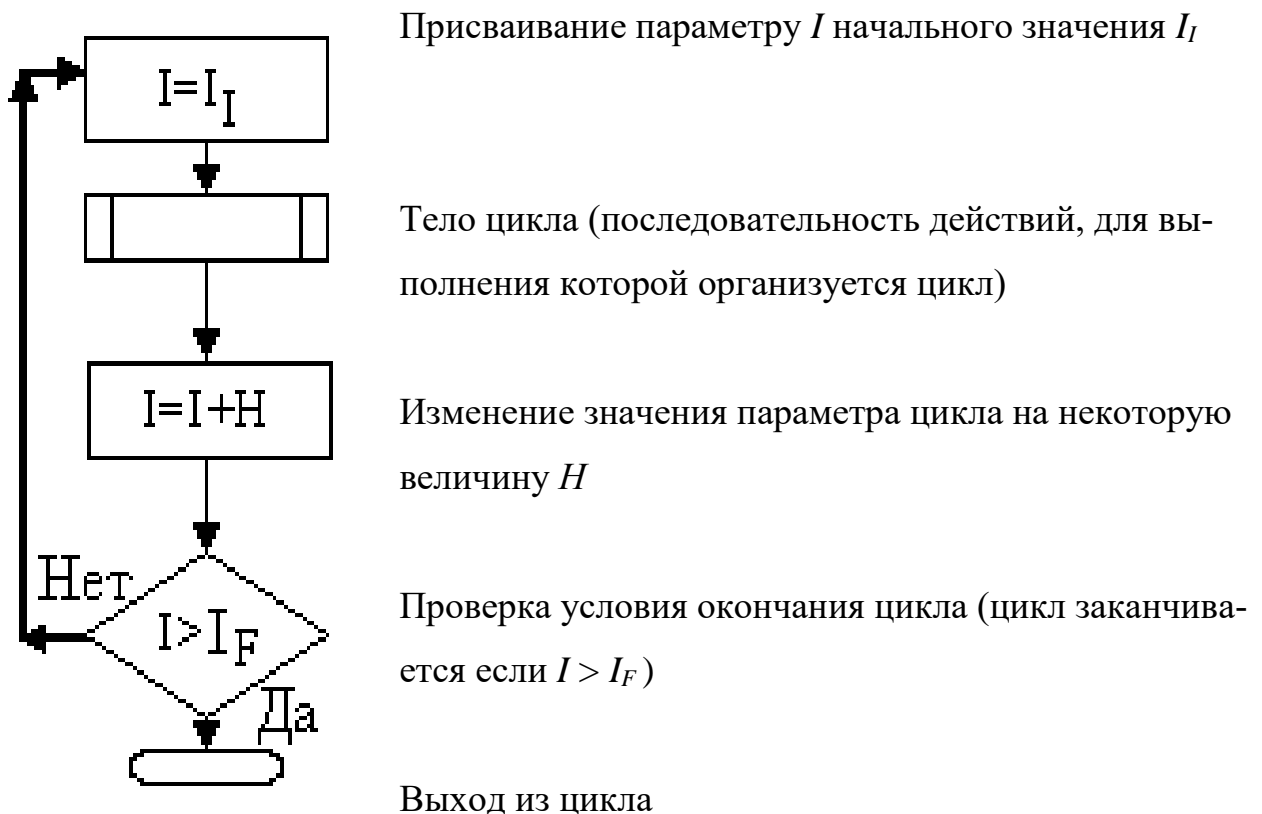 Присваивание параметру I начального значения I_I
I=I_I
Тело цикла (последовательность действий, для вы-
полнения которой организуется цикл)
I=I+H
Изменение значения параметра цикла на некоторую
величину H
Нет
I>I_F
Да
Проверка условия окончания цикла (цикл заканчива-
ется если I > I_F )
Выход из цикла